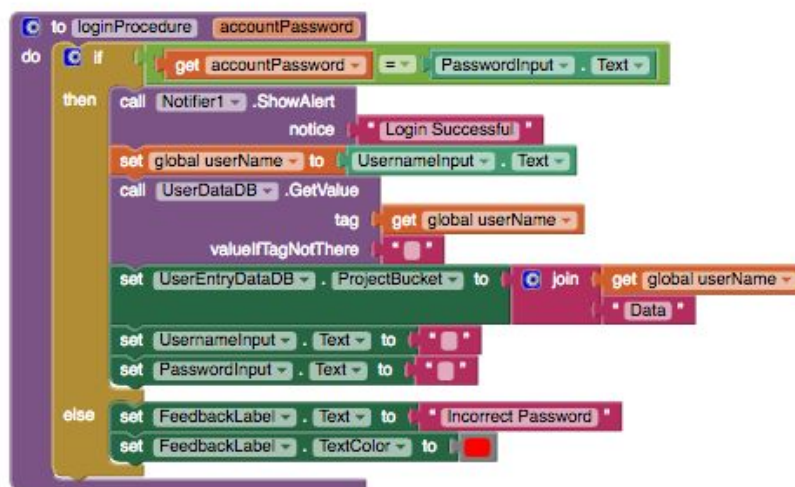 to loginProcedure accountPassword
do if get accountPassword = PasswordInput . Text
then call Notifier1 .ShowAlert
notice " Login Successful "
set global userName to UsernameInput . Text
call UserDataDB .GetValue
tag get global userName
valueIfTagNotThere " "
set UserEntryDataDB . ProjectBucket to join get global userName
" Data "
set UsernameInput . Text to " "
set PasswordInput . Text to " "
else set FeedbackLabel . Text to " Incorrect Password "
set FeedbackLabel . TextColor to